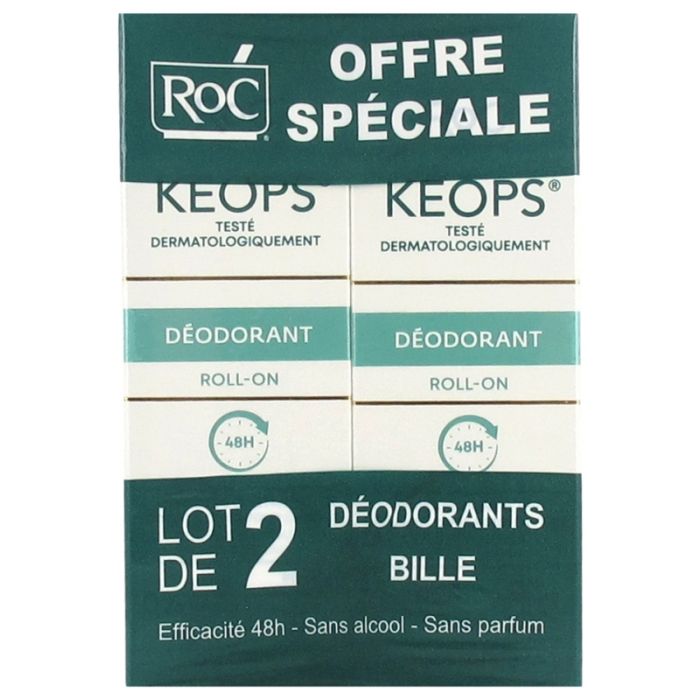 RoC®
OFFRE
SPÉCIALE
KEOPS
TESTÉ
DERMATOLOGIQUEMENT
DÉODORANT
ROLL-ON
48H
KEOPS®
TESTÉ
DERMATOLOGIQUEMENT
DÉODORANT
ROLL-ON
48H
LOT
DE 2
DÉODORANTS
BILLE
Efficacité 48h - Sans alcool - Sans parfum